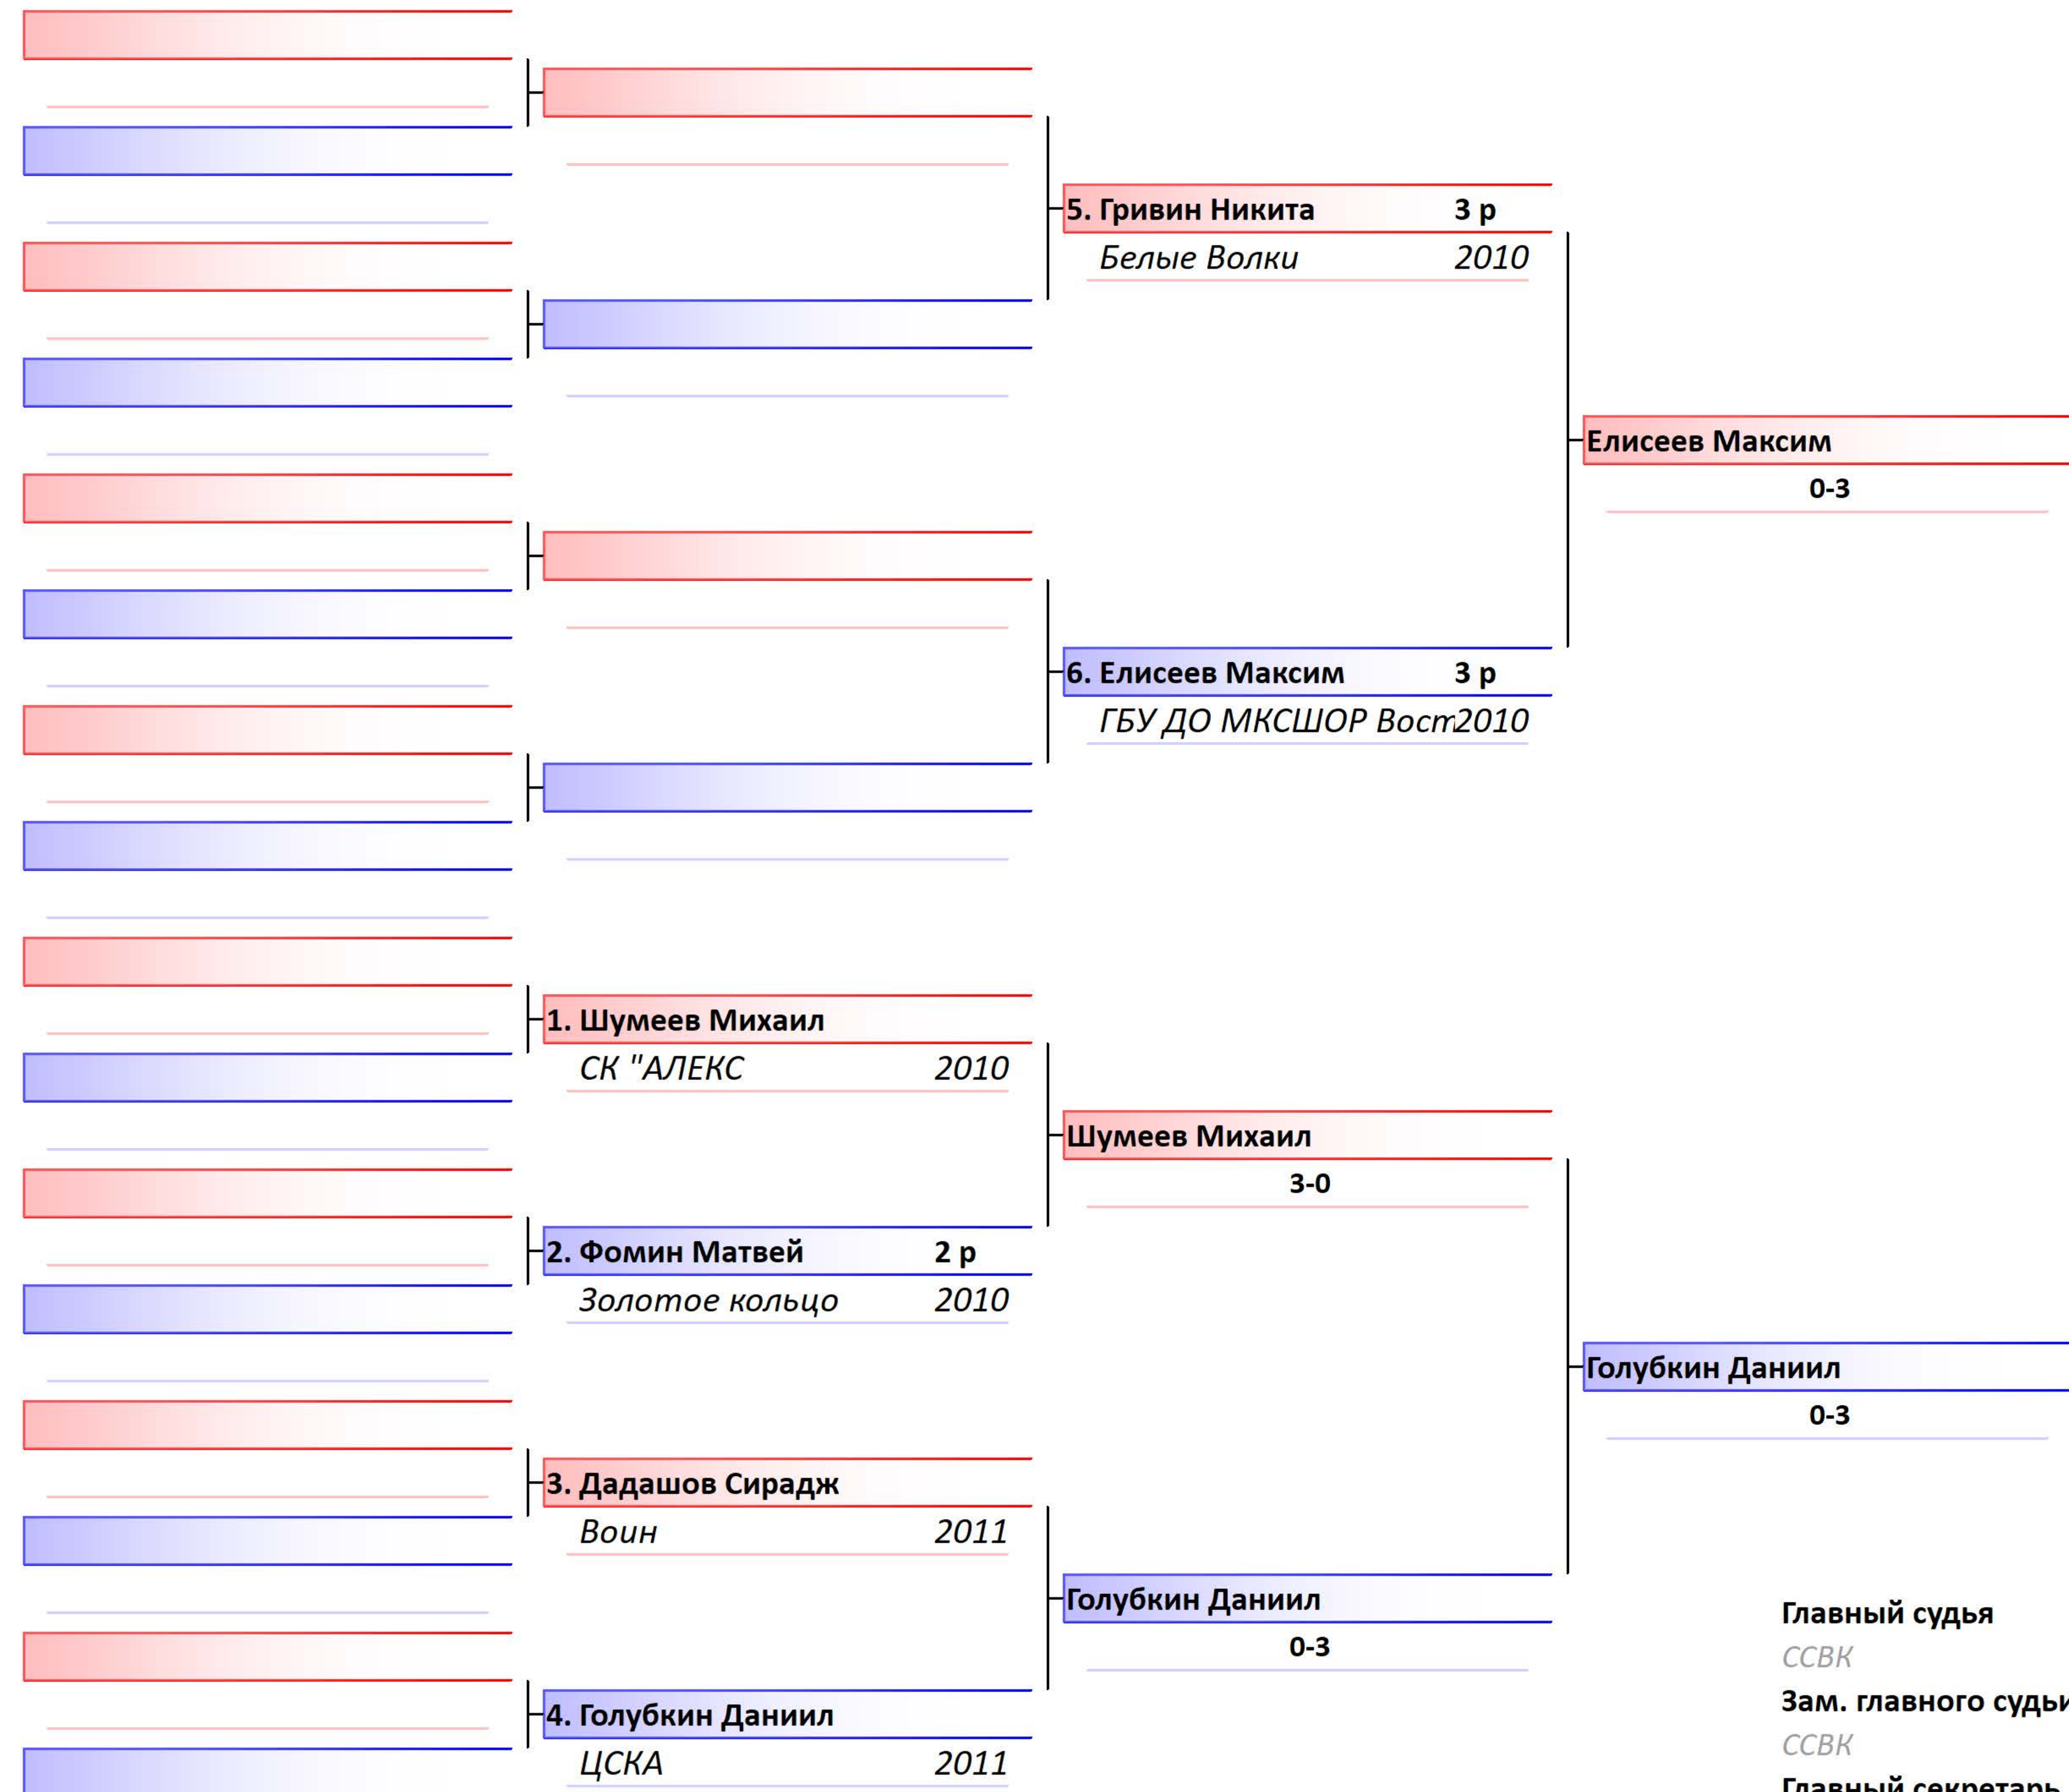 5. Гривин Никита 3 р
Белые Волки 2010
Елисеев Максим
0-3
6. Елисеев Максим 3 р
ГБУ ДО МКСШОР Вост 2010
1. Шумеев Михаил
СК "АЛЕКС 2010
Шумеев Михаил
3-0
2. Фомин Матвей 2 р
Золотое кольцо 2010
Голубкин Даниил
0-3
3. Дадашов Сирадж
Воин 2011
Голубкин Даниил
0-3
4. Голубкин Даниил
ЦСКА 2011
Главный судья
ССВК
Зам. главного судьи
ССВК
Главный секретарь